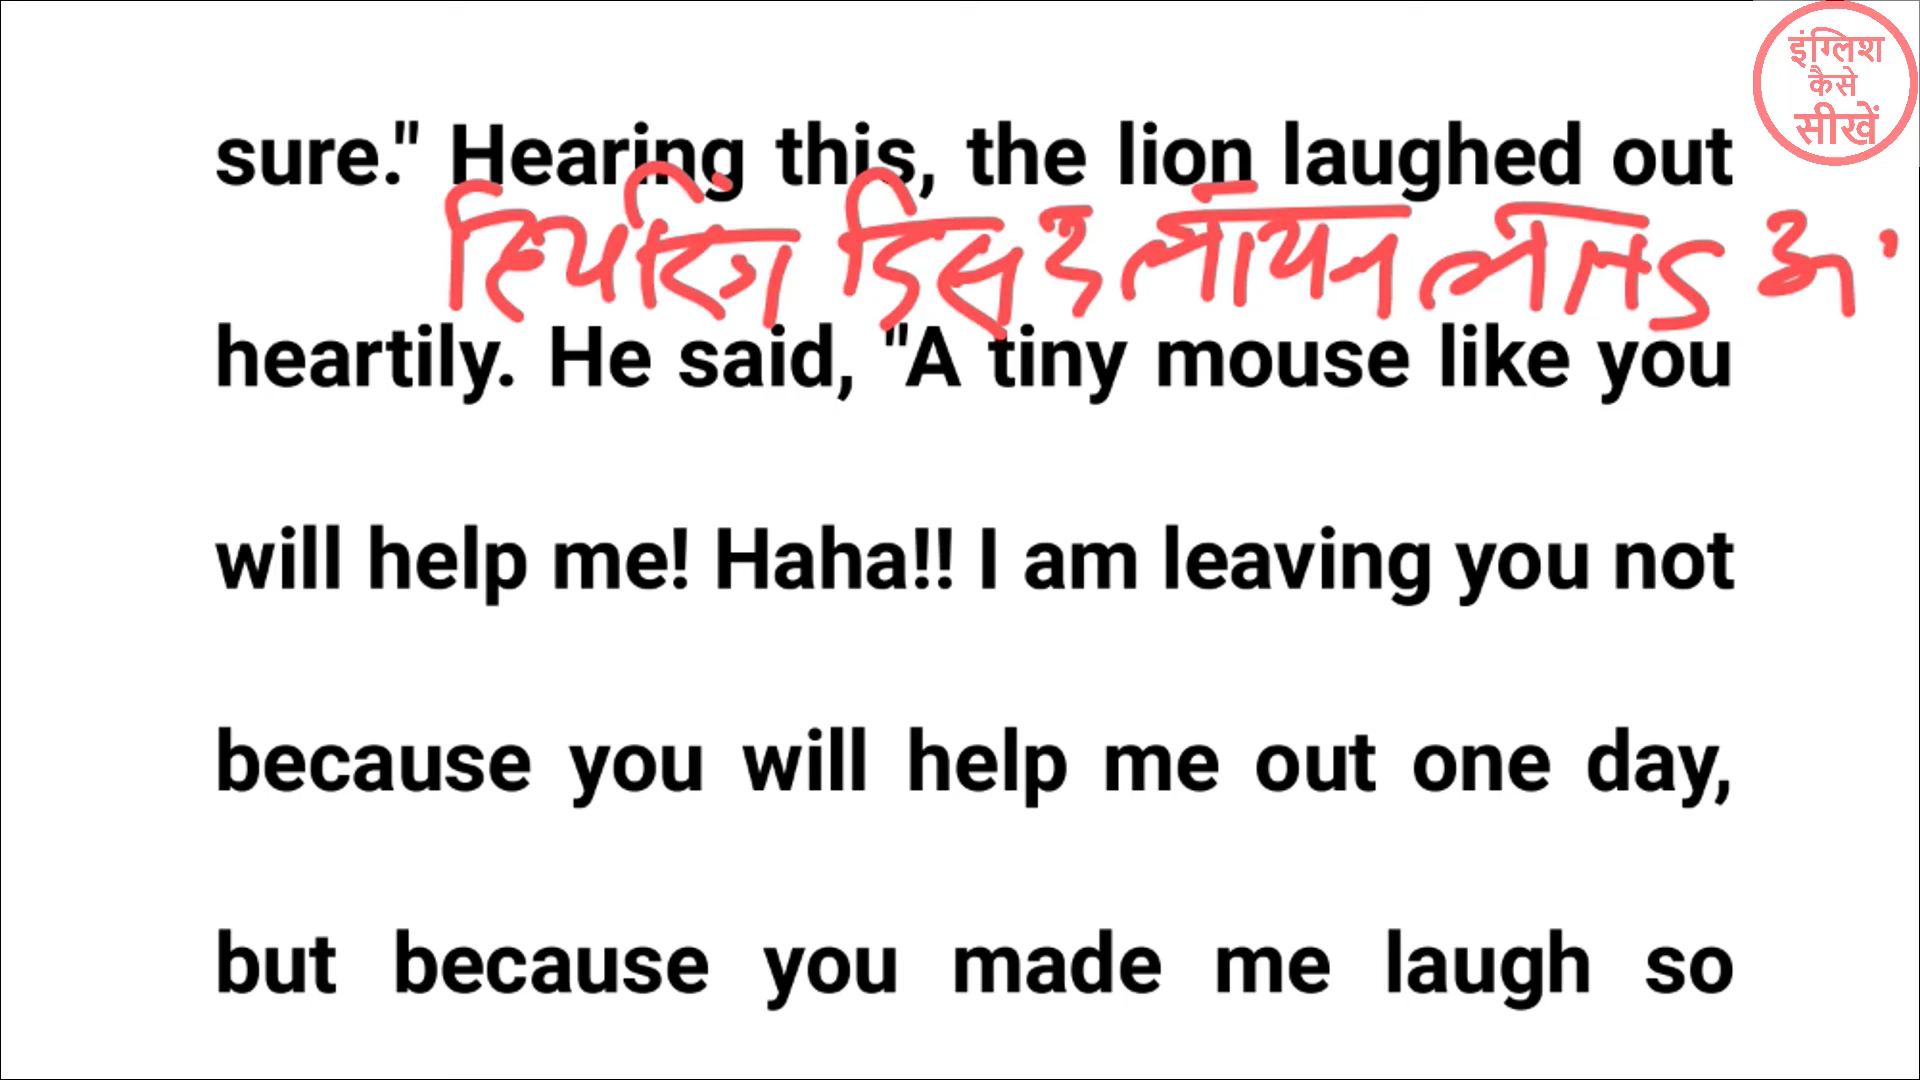 इंग्लिश
कैसे
सीखें
sure." Hearing this, the lion laughed out
हियरिंग दिस द लॉयन
heartily. He said, "A tiny mouse like you
will help me! Haha!! I am leaving you not
because you will help me out one day,
but because you made me laugh so